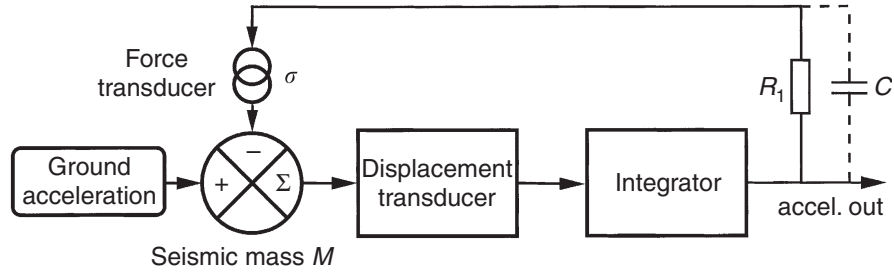 Force
transducer
σ
R1
C
−
+
Σ
Ground
acceleration
Displacement
transducer
Integrator
accel. out
Seismic mass M